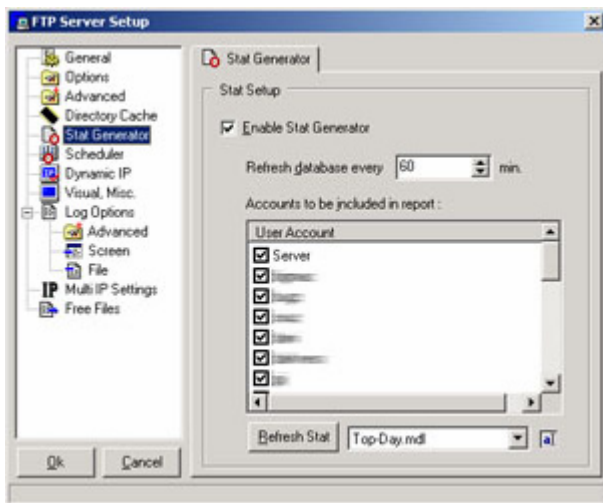 FTP Server Setup
General
Options
Advanced
Directory Cache
Stat Generator
Scheduler
Dynamic IP
Visual, Misc.
Log Options
Advanced
Screen
File
IP Multi IP Settings
Free Files
Ok
Cancel
Stat Generator
Stat Setup
Enable Stat Generator
Refresh database every 60 min.
Accounts to be included in report :
User Account
Server
Refresh Stat
Top-Day.mdl
a